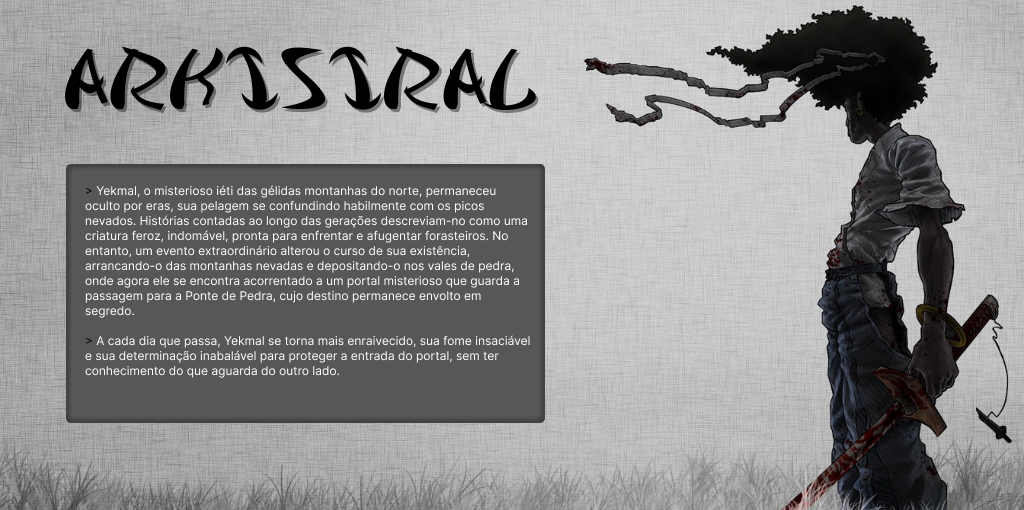 ARKISIRAL
> Yekmal, o misterioso iéti das gélidas montanhas do norte, permaneceu
oculto por eras, sua pelagem se confundindo habilmente com os picos
nevados. Histórias contadas ao longo das gerações descreviam-no como uma
criatura feroz, indomável, pronta para enfrentar e afugentar forasteiros. No
entanto, um evento extraordinário alterou o curso de sua existência,
arrancando-o das montanhas nevadas e depositando-o nos vales de pedra,
onde agora ele se encontra acorrentado a um portal misterioso que guarda a
passagem para a Ponte de Pedra, cujo destino permanece envolto em
segredo.
> A cada dia que passa, Yekmal se torna mais enraivecido, sua fome insaciável
e sua determinação inabalável para proteger a entrada do portal, sem ter
conhecimento do que aguarda do outro lado.